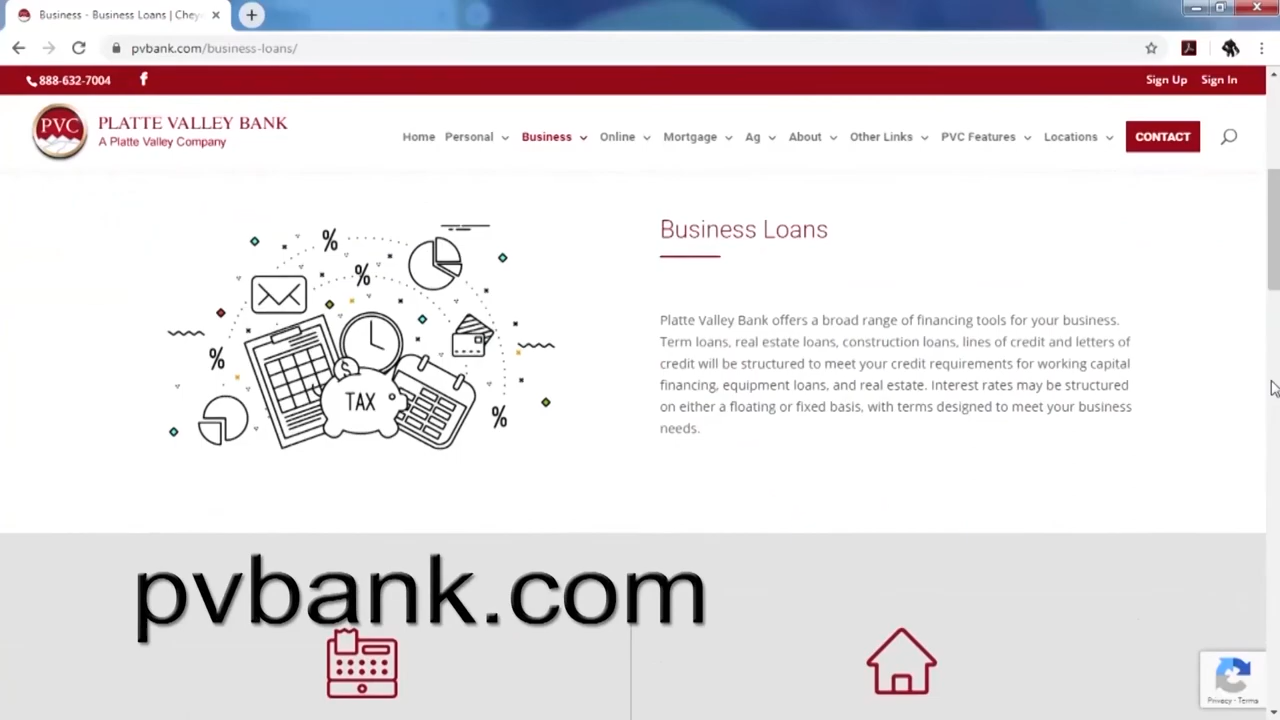 Business - Business Loans | Chey
pvbank.com/business-loans/
888-632-7004
Sign Up Sign In
PVC
PLATTE VALLEY BANK
A Platte Valley Company
Home Personal Business Online Mortgage Ag About Other Links PVC Features Locations CONTACT
Business Loans
Platte Valley Bank offers a broad range of financing tools for your business.
Term loans, real estate loans, construction loans, lines of credit and letters of
credit will be structured to meet your credit requirements for working capital
financing, equipment loans, and real estate. Interest rates may be structured
on either a floating or fixed basis, with terms designed to meet your business
needs.
%
%
%
$
TAX
%
pvbank.com
Privacy - Terms